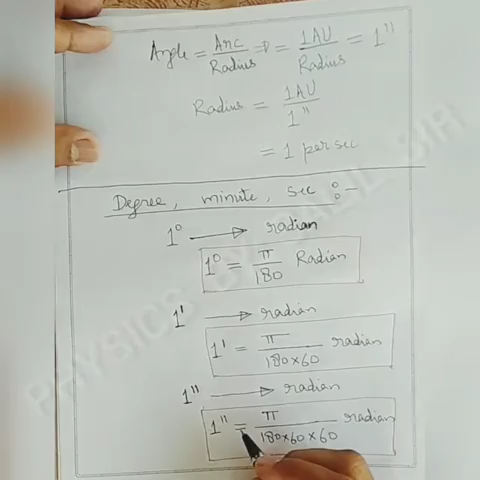 Angle = Arc / Radius ⇒ = 1AU / Radius = 1"
Radius = 1AU / 1"
= 1 per sec
Degree, minute, sec :-
1° → radian
1° = π / 180 Radian
1' → radian
1' = π / 180×60 radian
1" → radian
1" = π / 180×60×60 radian